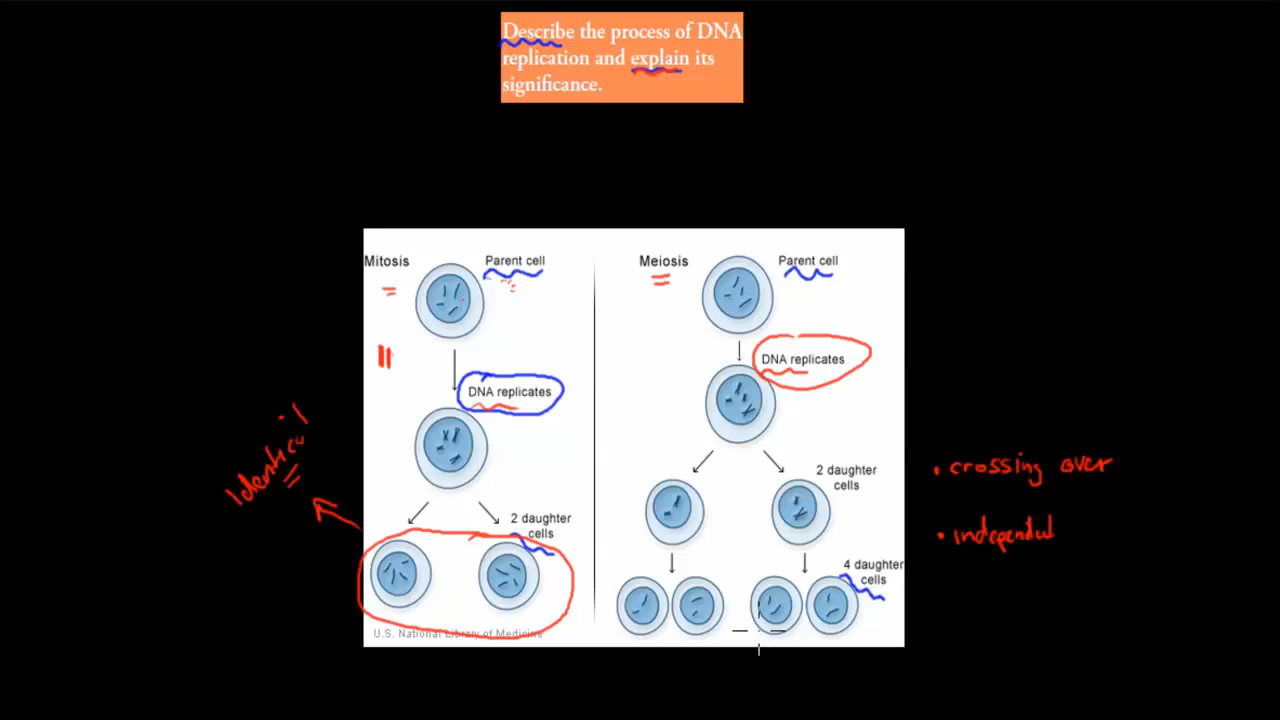 Describe the process of DNA
replication and explain its
significance.
Mitosis
Parent cell
DNA replicates
2 daughter
cells
U.S. National Library of Medicine
Meiosis
Parent cell
DNA replicates
2 daughter
cells
4 daughter
cells
Identical
• crossing over